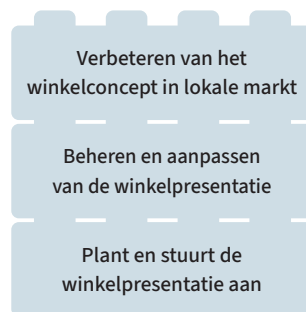 Verbeteren van het
winkelconcept in lokale markt
Beheren en aanpassen
van de winkelpresentatie
Plant en stuurt de
winkelpresentatie aan